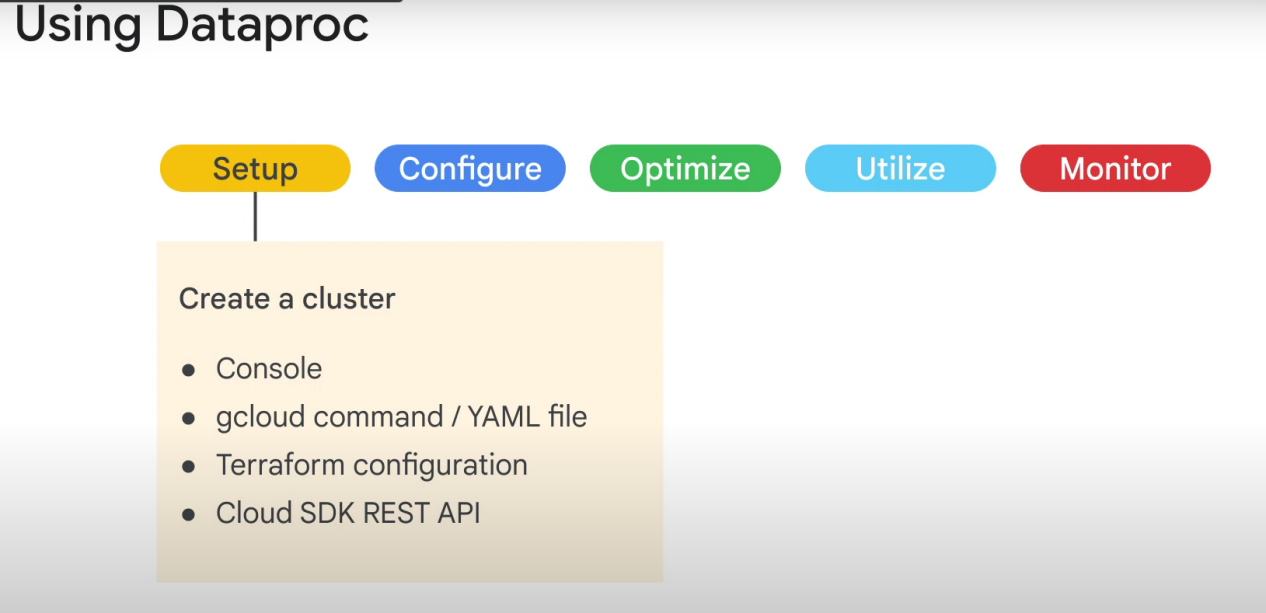 Using Dataproc
Setup
Configure
Optimize
Utilize
Monitor
Create a cluster
● Console
● gcloud command / YAML file
● Terraform configuration
● Cloud SDK REST API